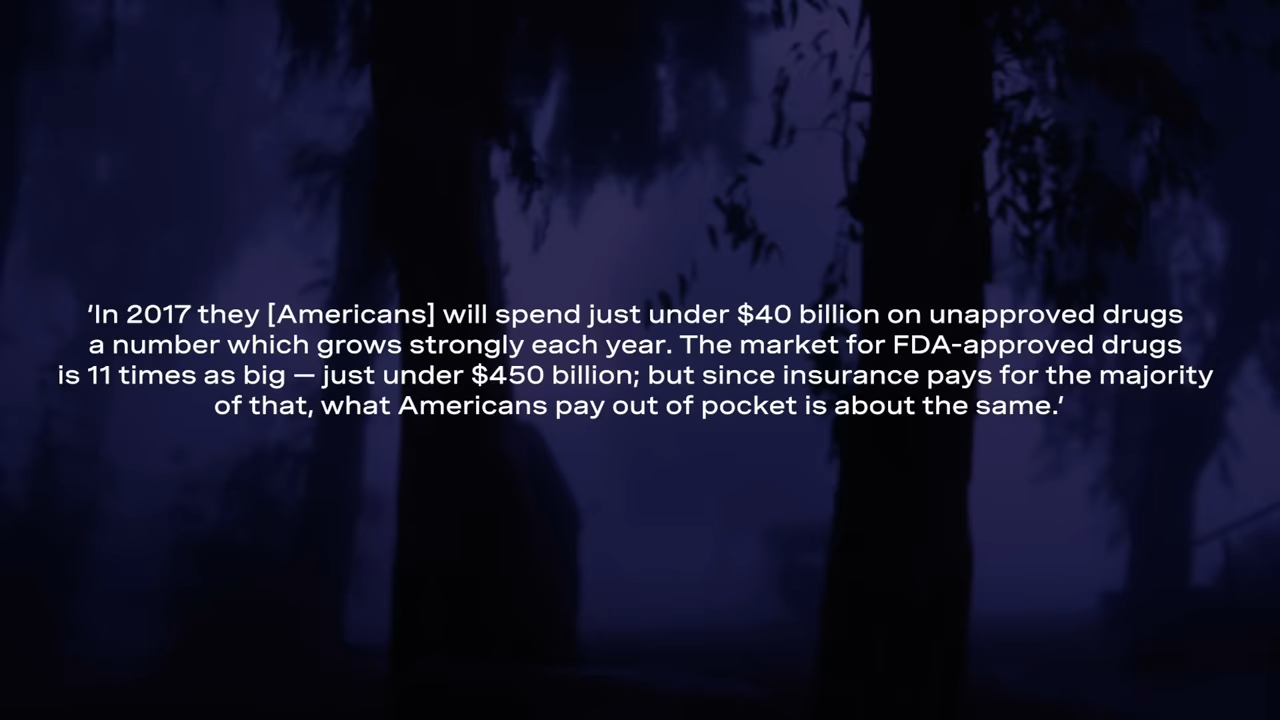 ‘In 2017 they [Americans] will spend just under $40 billion on unapproved drugs
a number which grows strongly each year. The market for FDA-approved drugs
is 11 times as big — just under $450 billion; but since insurance pays for the majority
of that, what Americans pay out of pocket is about the same.’